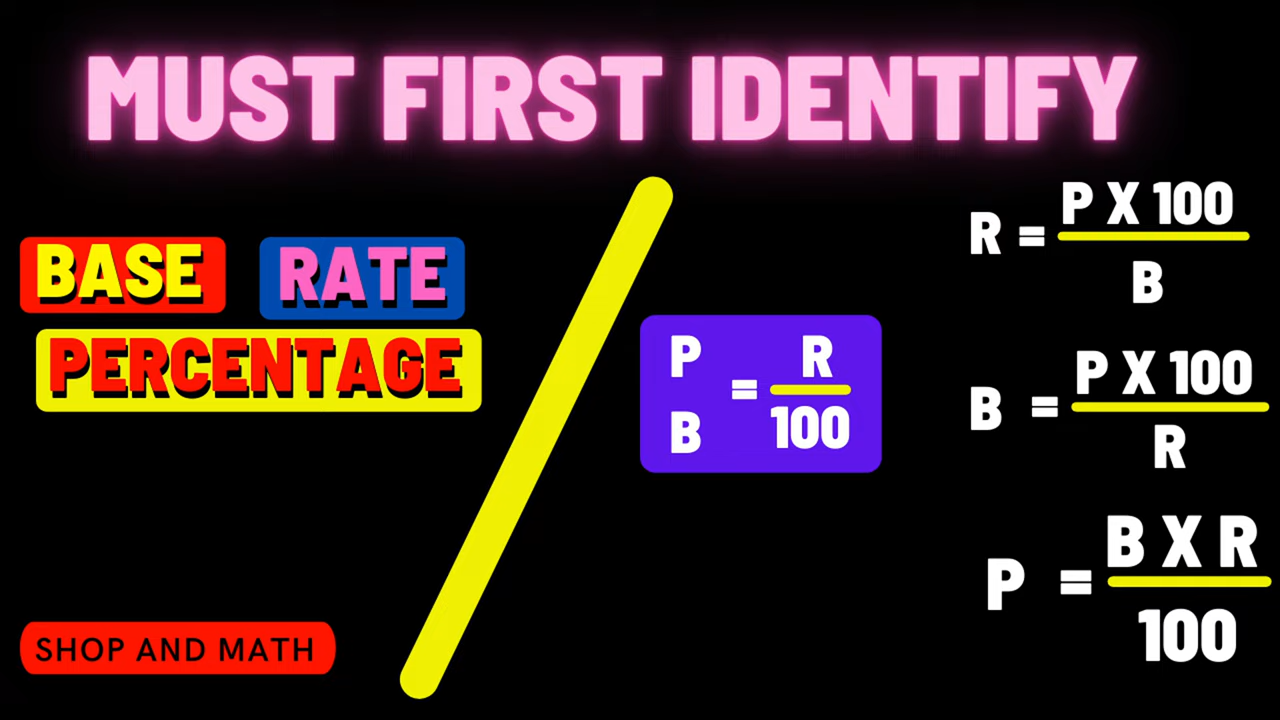 MUST FIRST IDENTIFY
BASE RATE
PERCENTAGE
P
B
=
R
100
R = P X 100
B
B = P X 100
R
P = B X R
100
SHOP AND MATH